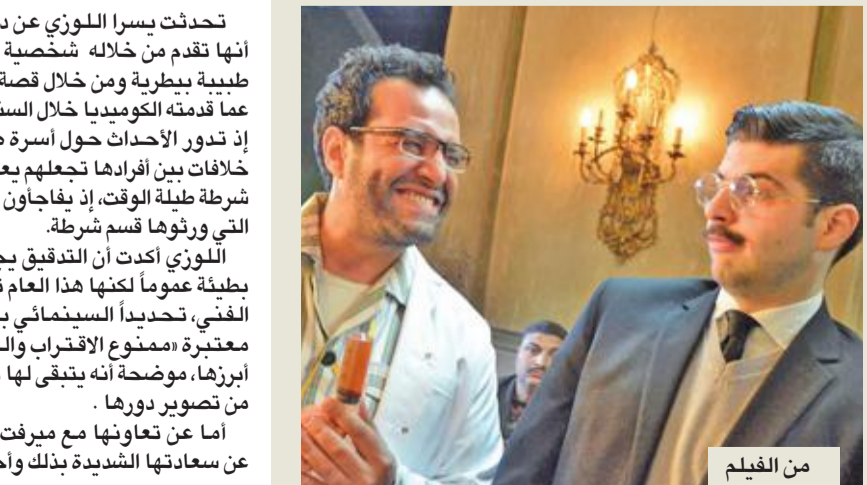 تحدثت يسرا اللوزي عن د
أنها تقدم من خلاله شخصية
طبيبة بيطرية ومن خلال قصة
عما قدمته الكوميديا خلال السن
إذ تدور الأحداث حول أسرة م
خلافات بين أفرادها تجعلهم يع
شرطة طيلة الوقت، إذ يفاجأون
التي ورثوها قسم شرطة.
اللوزي أكدت أن التدقيق يج
بطيئة عموماً لكنها هذا العام
الفني، تحديداً السينمائي ب
معتبرة «ممنوع الاقتراب وال
أبرزها، موضحة أنه يتبقى لها
من تصوير دورها .
أما عن تعاونها مع ميرفت
عن سعادتها الشديدة بذلك وأ
من الفيلم